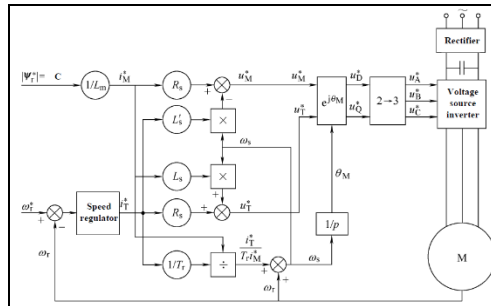 Rectifier
|Ψ*r|= C
1/Lm
i*M
Rs
u*M
u*M
u*D
u*A
e^jθM
2→3
u*B
Voltage source inverter
L's
×
u*T
u*Q
u*C
ωs
Ls
×
θM
ω*r
Speed regulator
i*T
Rs
u*T
1/p
1/Tr
÷
i*T
Tr i*M
ωs
M
ωr
ωr